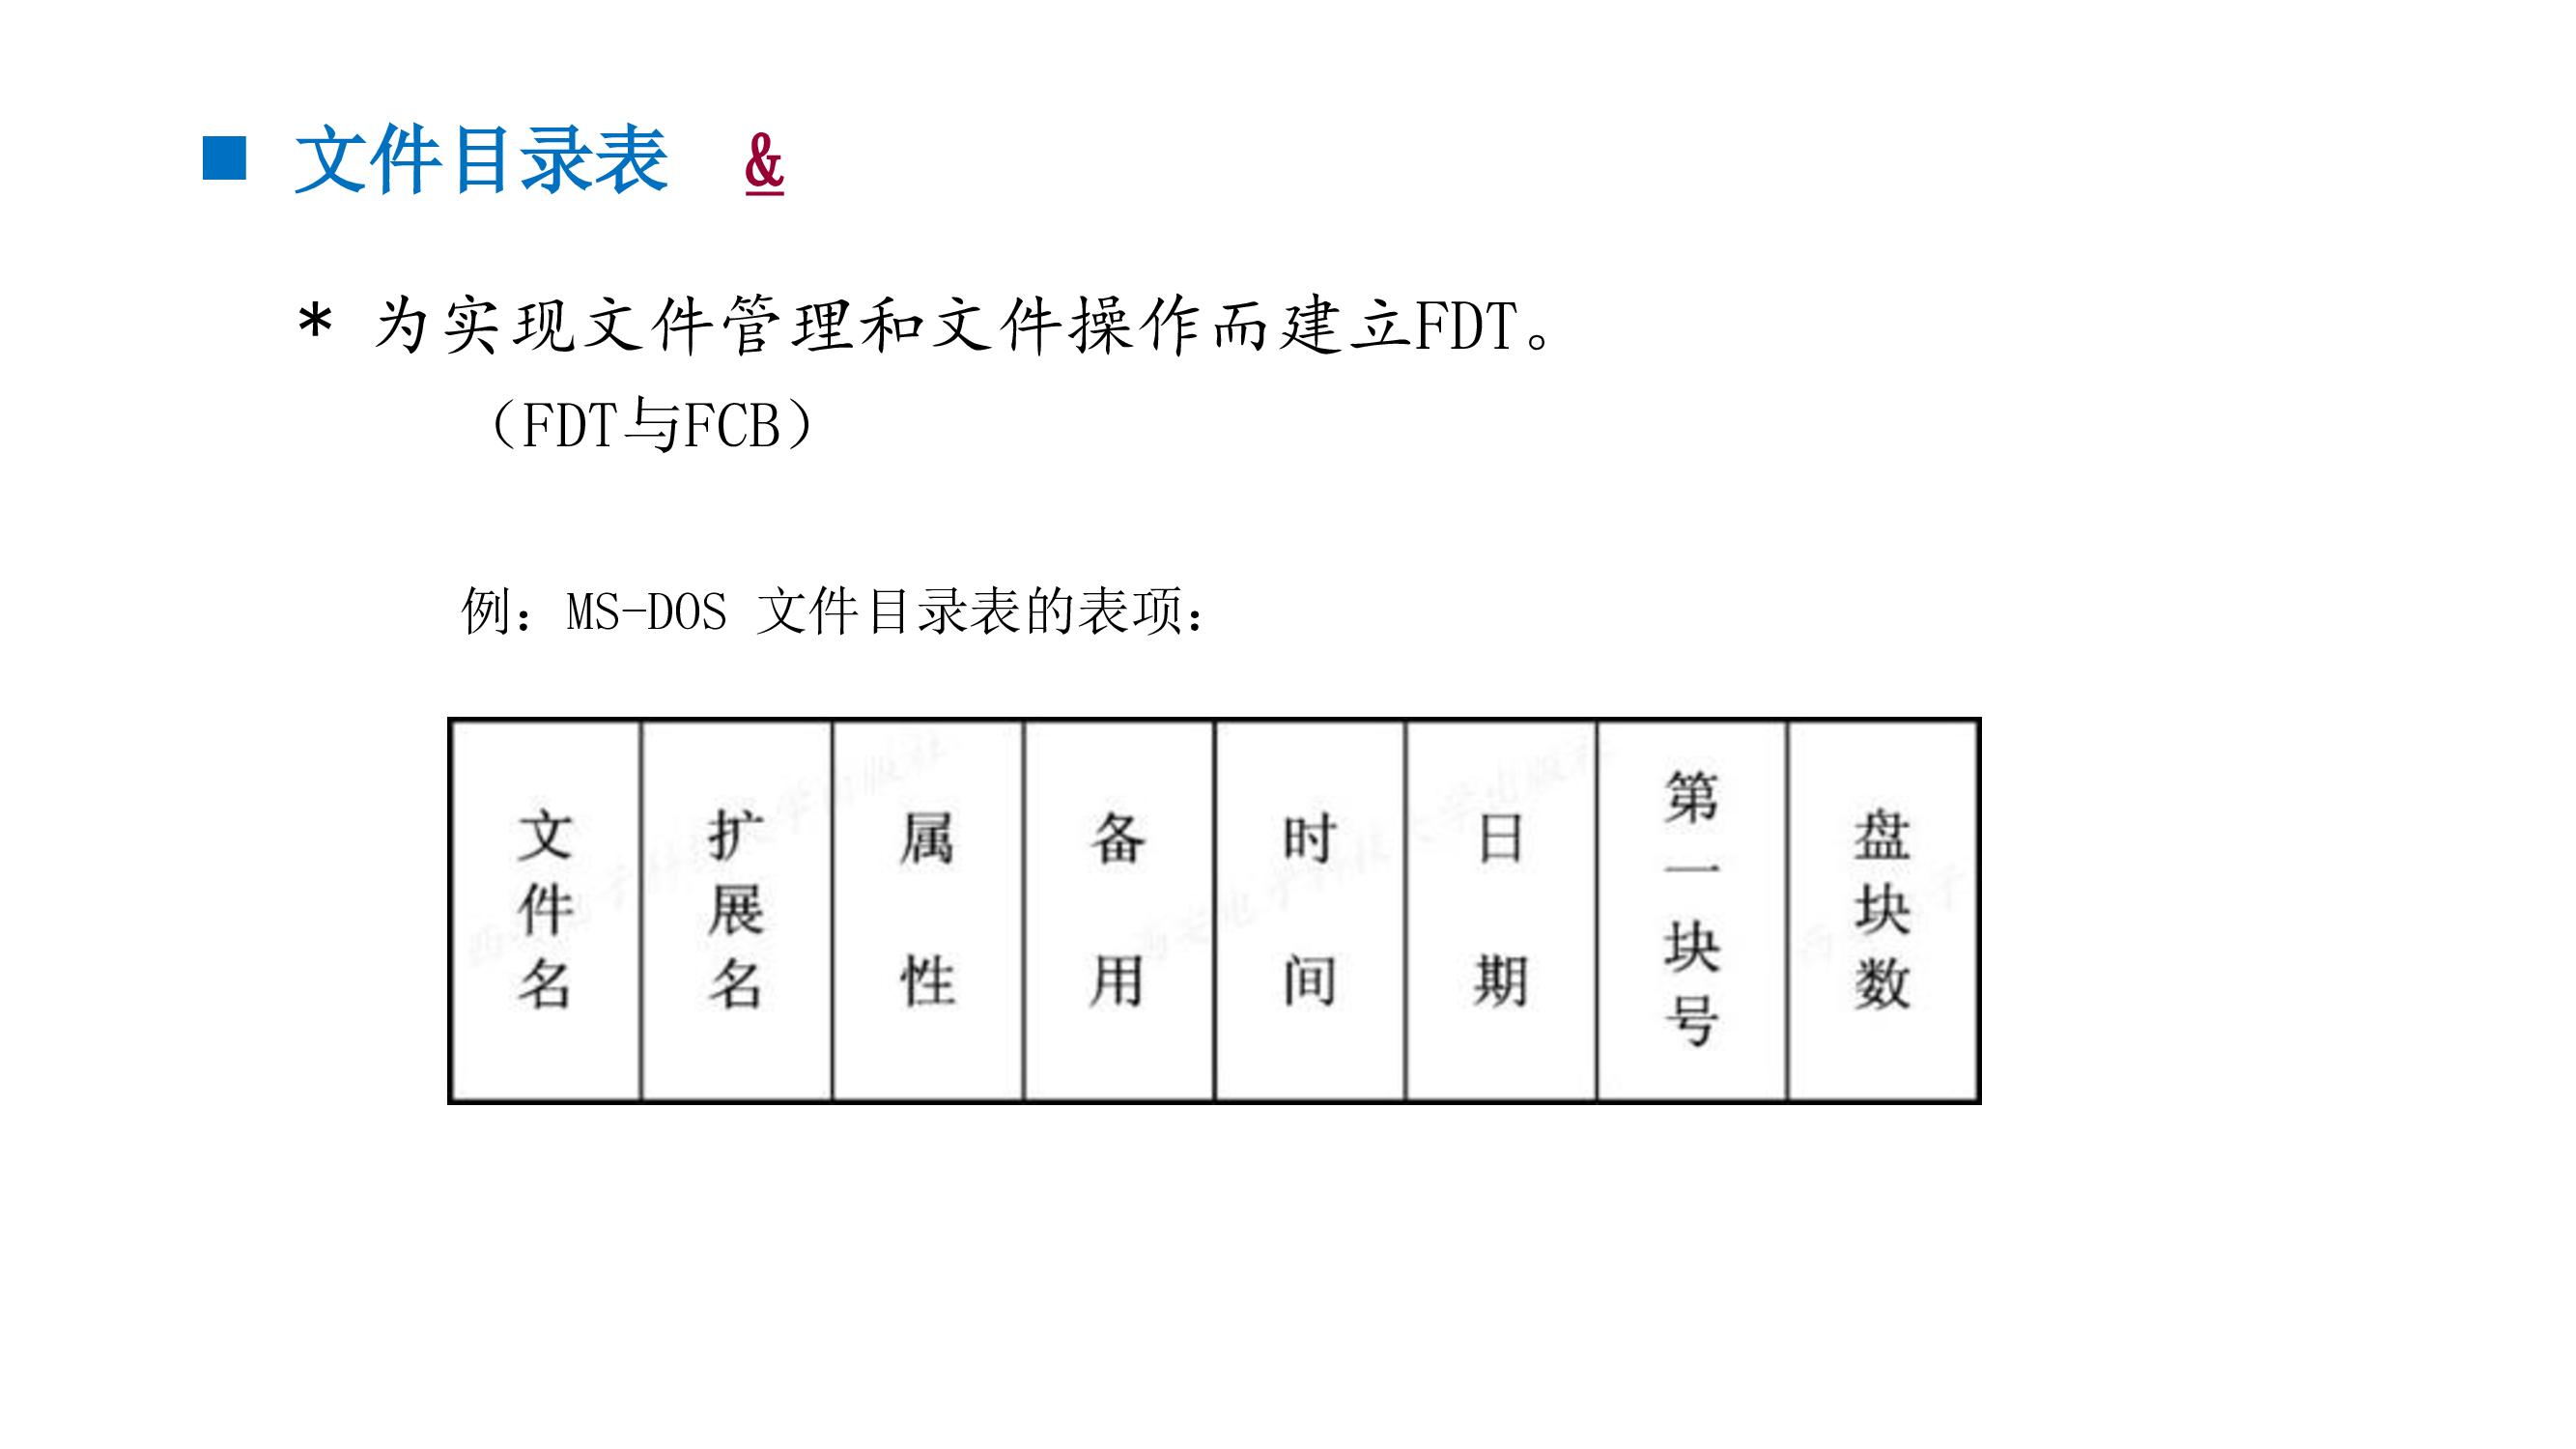 文件目录表 &
* 为实现文件管理和文件操作而建立FDT。
（FDT与FCB）
例：MS-DOS 文件目录表的表项：
文件名
扩展名
属性
备用
时间
日期
第一块号
盘块数